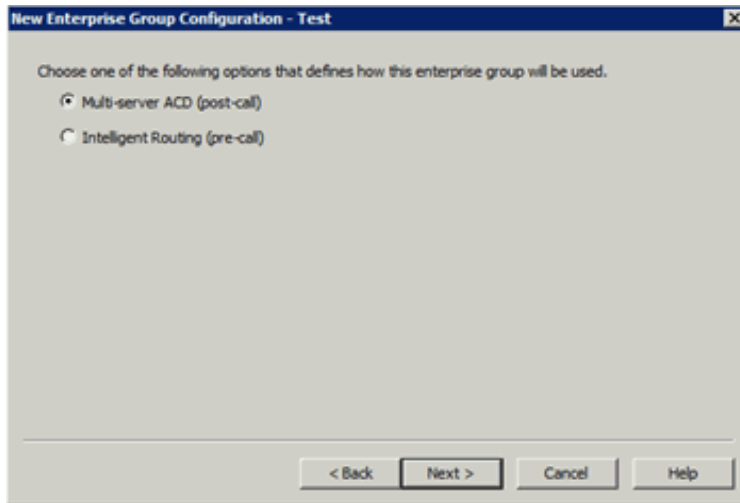 New Enterprise Group Configuration - Test
Choose one of the following options that defines how this enterprise group will be used.
Multi-server ACD (post-call)
Intelligent Routing (pre-call)
< Back Next > Cancel Help